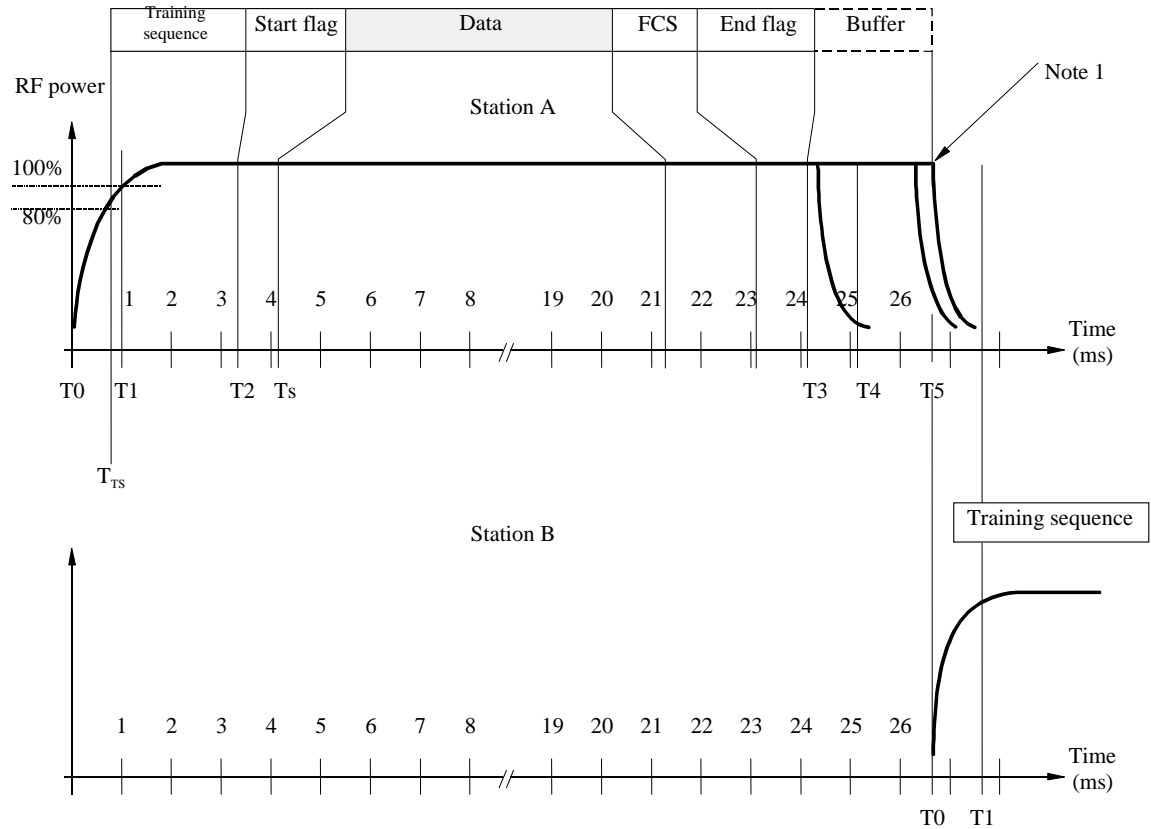 Training
sequence
Start flag
Data
FCS
End flag
Buffer
RF power
Station A
Note 1
100%
80%
1 2 3 4 5 6 7 8 19 20 21 22 23 24 25 26
Time
(ms)
T0 T1 T2 Ts T3 T4 T5
TTS
Station B
Training sequence
1 2 3 4 5 6 7 8 19 20 21 22 23 24 25 26
Time
(ms)
T0 T1